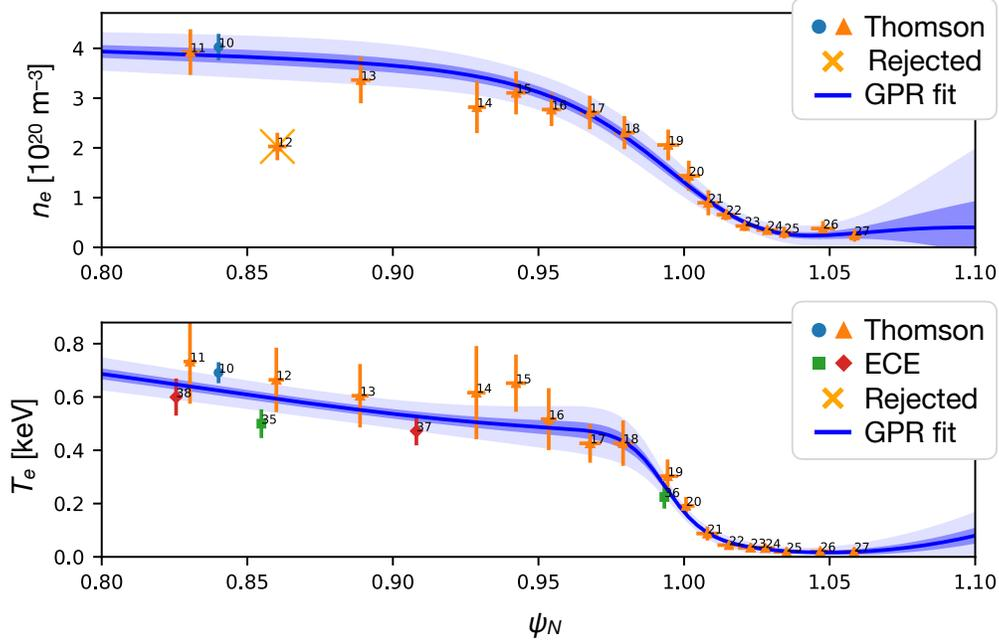 Thomson
Rejected
GPR fit
nₑ [10²⁰ m⁻³]
4
3
2
1
0
11 10 12 13 14 15 16 17 18 19 20 21 22 23 24 25 26 27
0.80 0.85 0.90 0.95 1.00 1.05 1.10
Thomson
ECE
Rejected
GPR fit
Tₑ [keV]
0.8
0.6
0.4
0.2
0.0
38 11 10 35 12 13 37 14 15 16 17 18 36 19 20 21 22 23 24 25 26 27
0.80 0.85 0.90 0.95 1.00 1.05 1.10
ψ_N